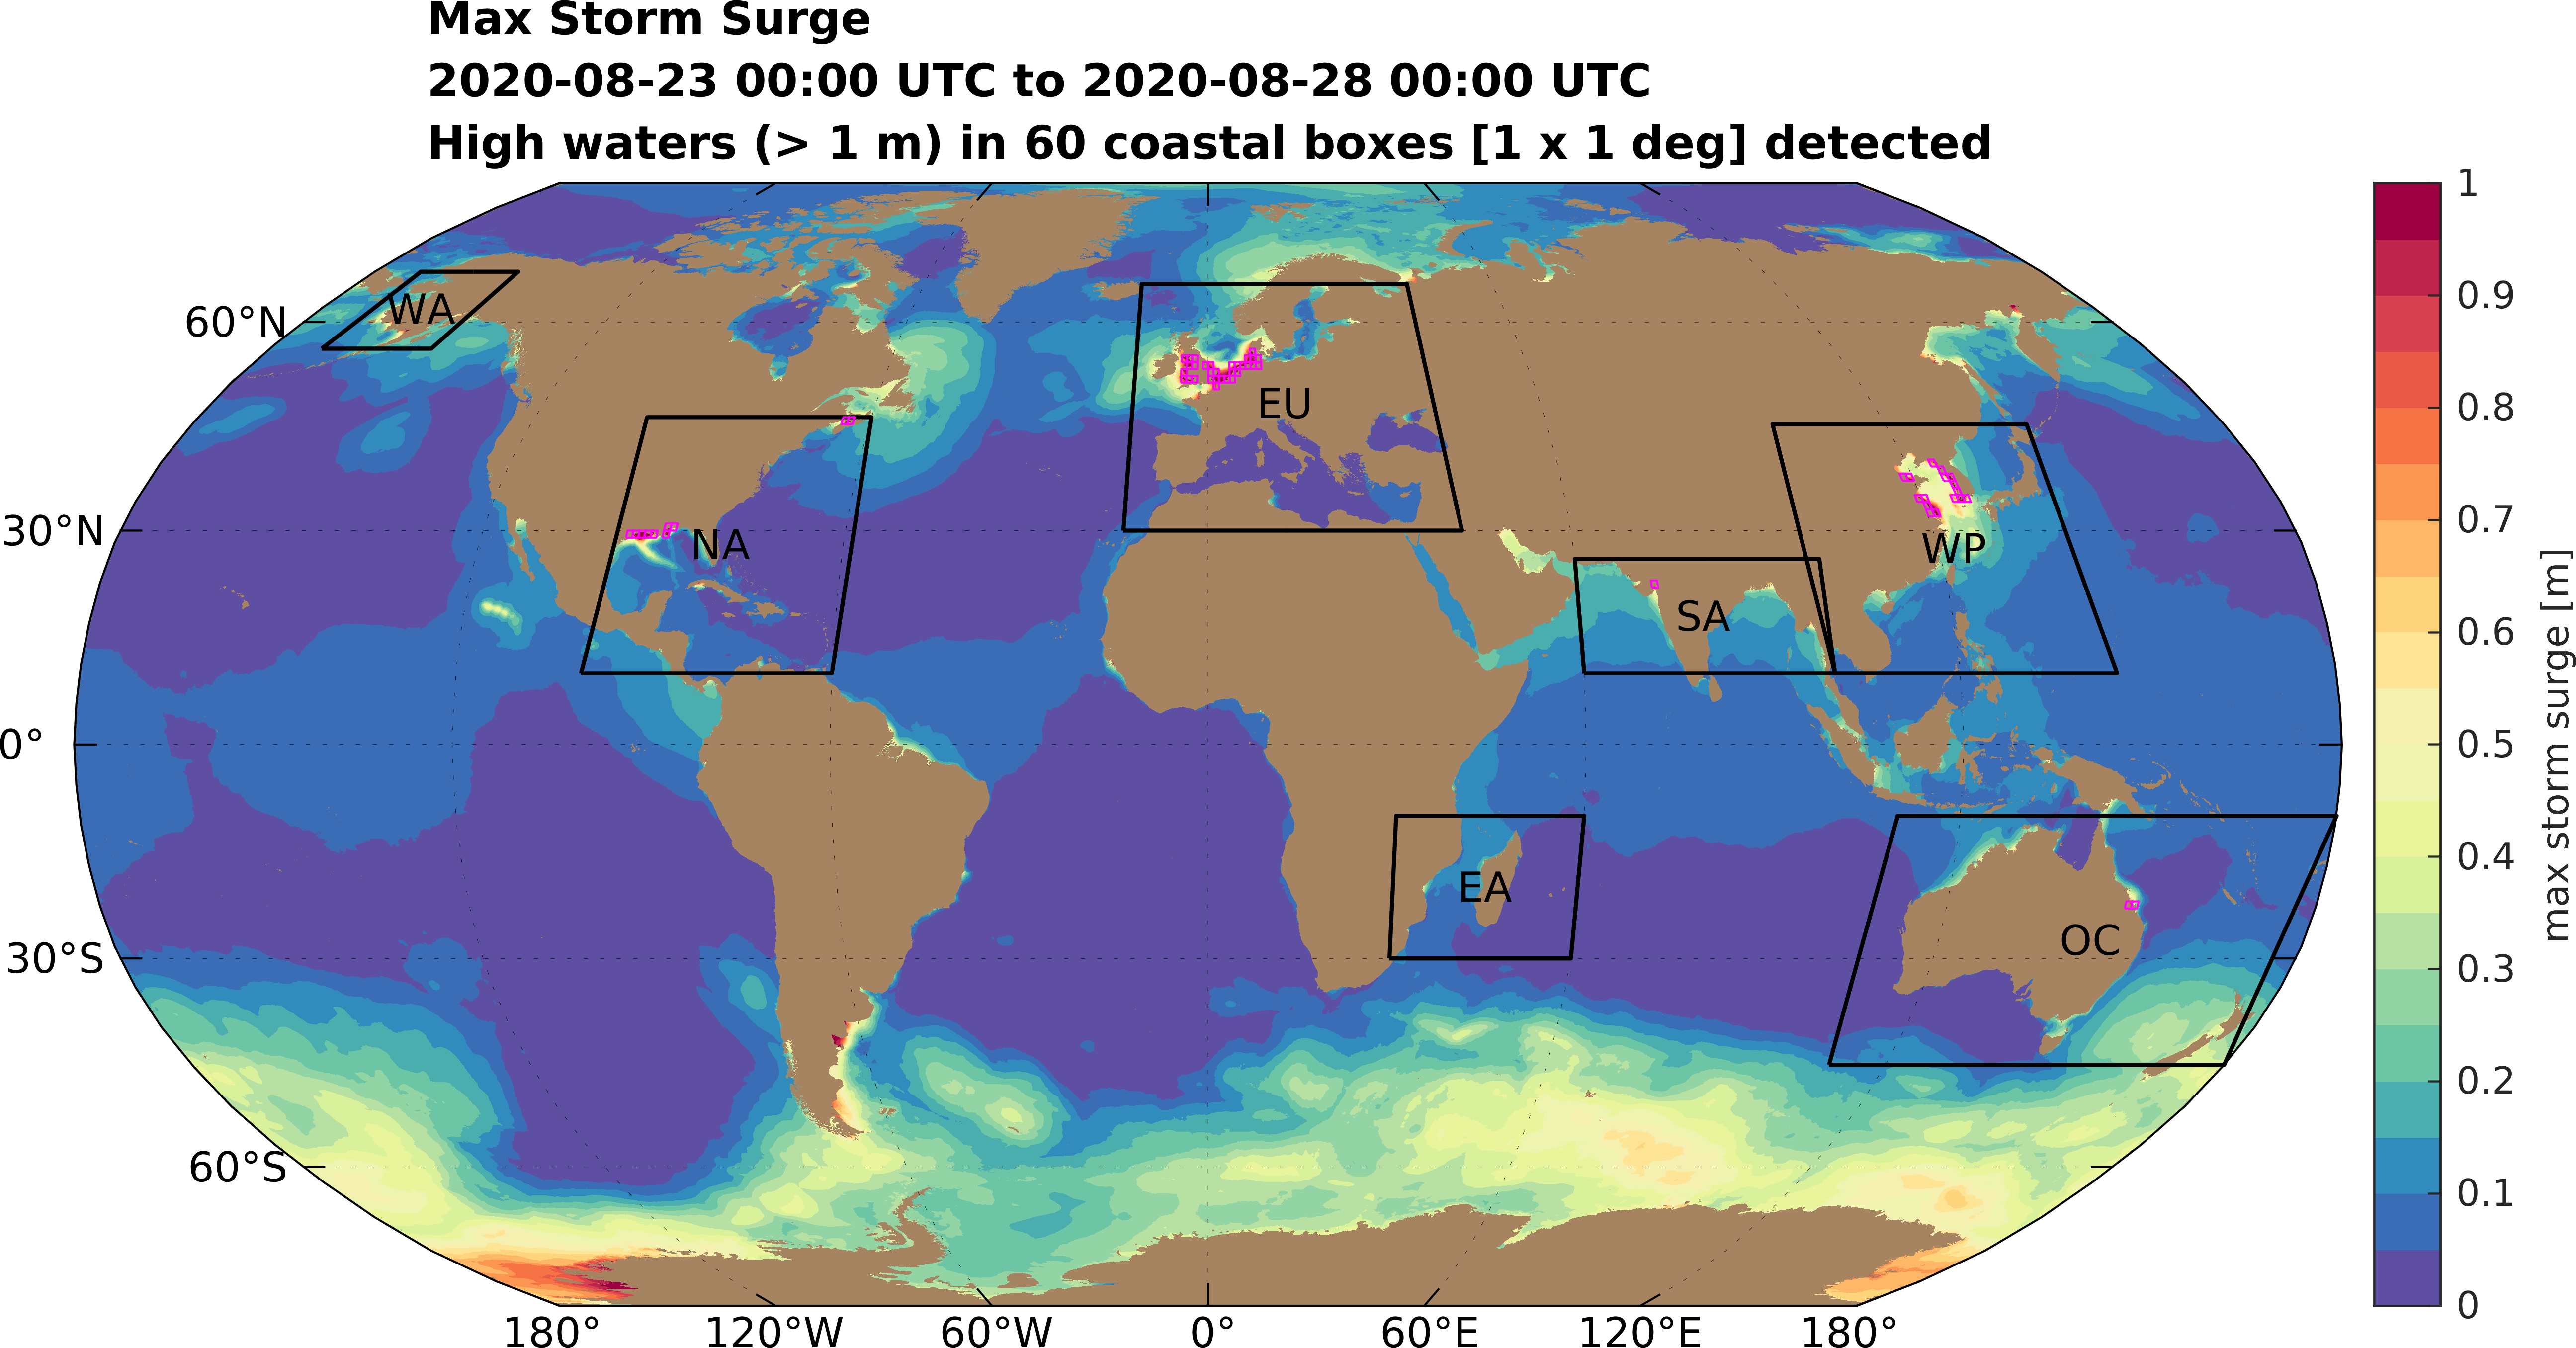 Max Storm Surge
2020-08-23 00:00 UTC to 2020-08-28 00:00 UTC
High waters (> 1 m) in 60 coastal boxes [1 x 1 deg] detected
60°N
30°N
0°
30°S
60°S
WA
NA
EU
SA
WP
EA
OC
180°
120°W
60°W
0°
60°E
120°E
180°
1
0.9
0.8
0.7
0.6
0.5
0.4
0.3
0.2
0.1
0
max storm surge [m]